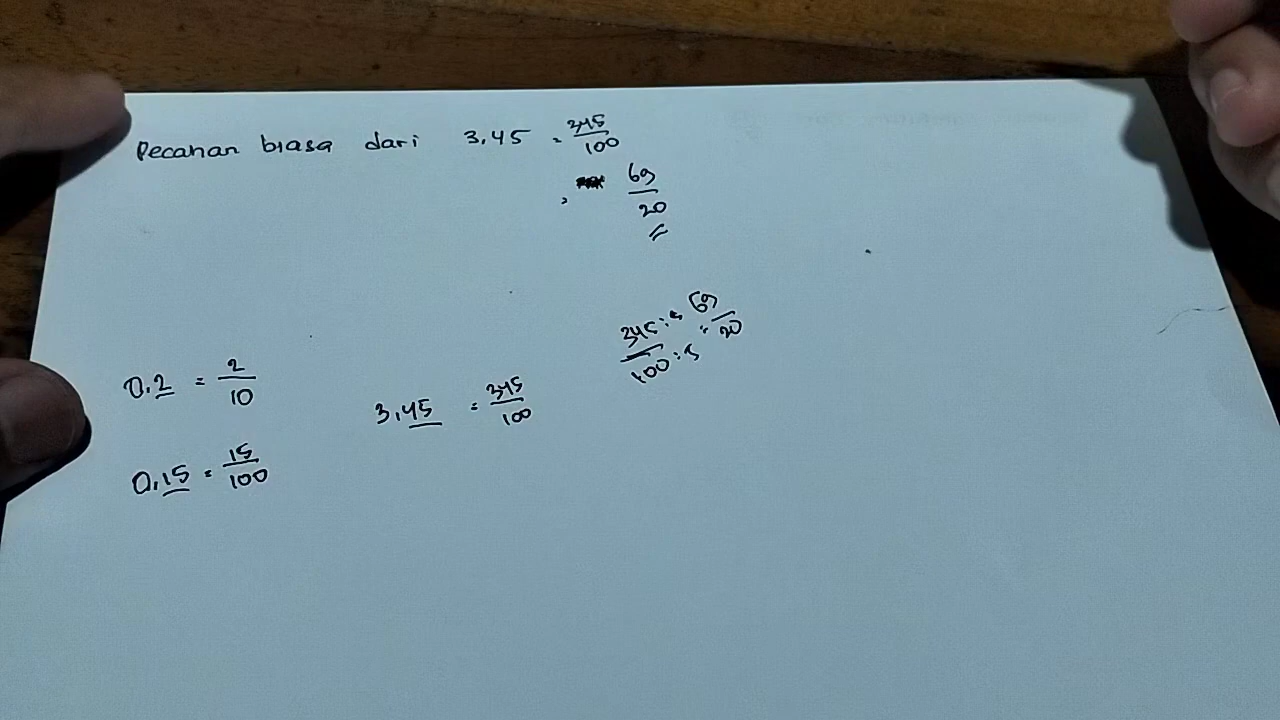 Pecahan biasa dari 3,45 = 345/100
= 69/20
345:5/100:5 = 69/20
0,2 = 2/10
3,45 = 345/100
0,15 = 15/100